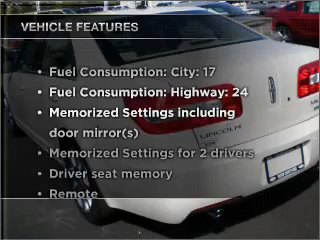 VEHICLE FEATURES
• Fuel Consumption: City: 17
• Fuel Consumption: Highway: 24
• Memorized Settings including
door mirror(s)
• Memorized Settings for 2 drivers
• Driver seat memory
• Remote
LINCOLN